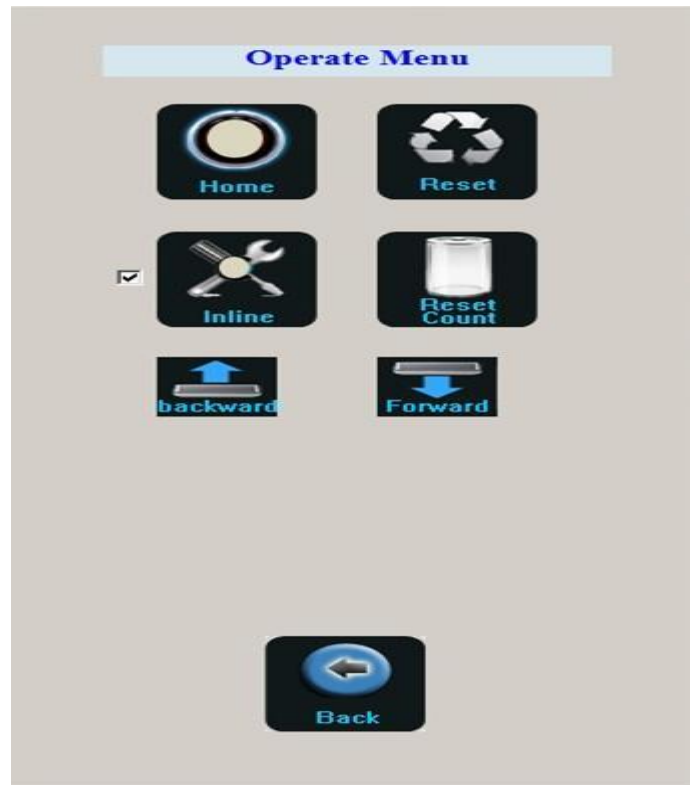 Operate Menu
Home
Reset
Inline
Reset
Count
backward
Forward
Back